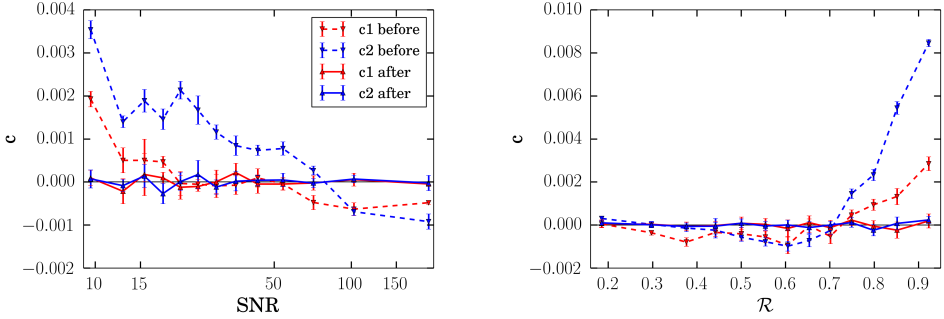 0.004
0.003
0.002
0.001
0.000
−0.001
−0.002
c
10 15 50 100 150
SNR
c1 before
c2 before
c1 after
c2 after
0.010
0.008
0.006
0.004
0.002
0.000
−0.002
c
0.2 0.3 0.4 0.5 0.6 0.7 0.8 0.9
ℛ